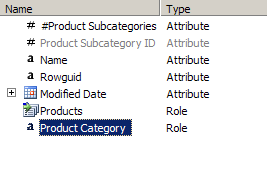 Name Type
# #Product Subcategories Attribute
# Product Subcategory ID Attribute
a Name Attribute
a Rowguid Attribute
Modified Date Attribute
Products Role
a Product Category Role